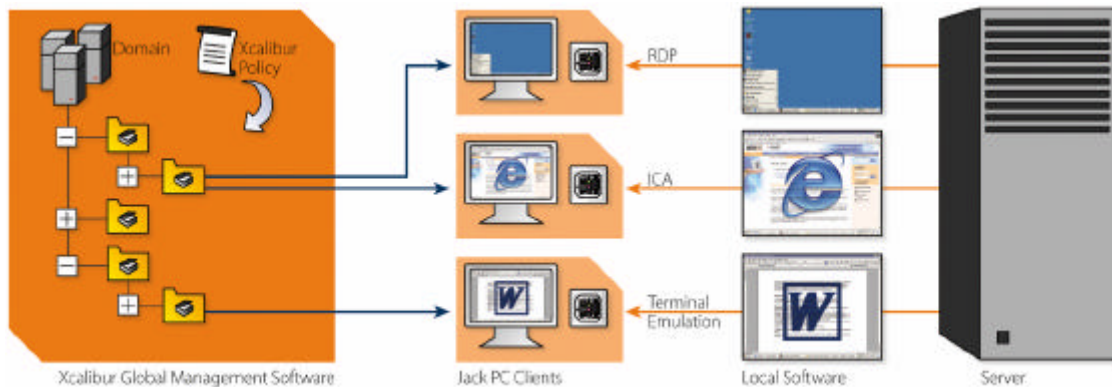 Domain
Xcalibur
Policy
RDP
ICA
Terminal
Emulation
W
Xcalibur Global Management Software
Jack PC Clients
Local Software
Server